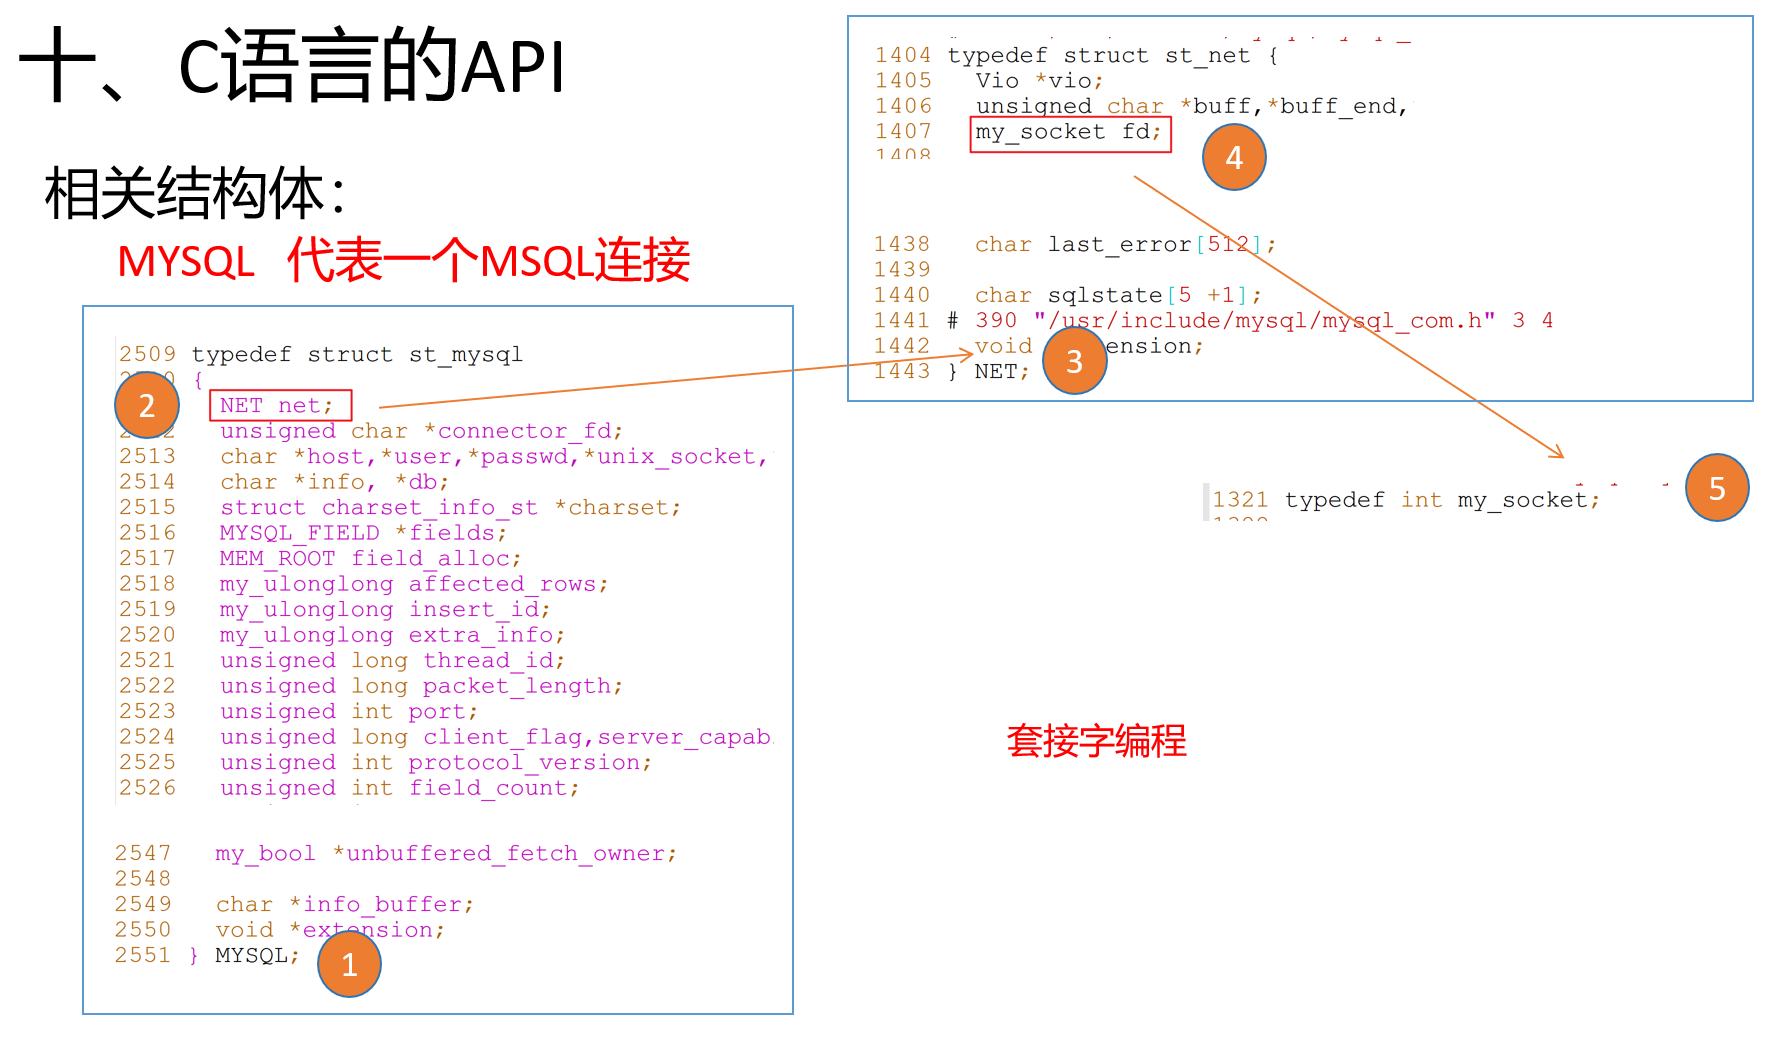 十、C语言的API
相关结构体：
MYSQL 代表一个MSQL连接
2509 typedef struct st_mysql
{
2
NET net;
unsigned char *connector_fd;
2513 char *host,*user,*passwd,*unix_socket,
2514 char *info, *db;
2515 struct charset_info_st *charset;
2516 MYSQL_FIELD *fields;
2517 MEM_ROOT field_alloc;
2518 my_ulonglong affected_rows;
2519 my_ulonglong insert_id;
2520 my_ulonglong extra_info;
2521 unsigned long thread_id;
2522 unsigned long packet_length;
2523 unsigned int port;
2524 unsigned long client_flag,server_capab
2525 unsigned int protocol_version;
2526 unsigned int field_count;
2547 my_bool *unbuffered_fetch_owner;
2548
2549 char *info_buffer;
2550 void *extension;
2551 } MYSQL;
1
1404 typedef struct st_net {
1405 Vio *vio;
1406 unsigned char *buff,*buff_end,
1407 my_socket fd;
1408
4
1438 char last_error[512];
1439
1440 char sqlstate[5 +1];
1441 # 390 "/usr/include/mysql/mysql_com.h" 3 4
1442 void ension;
1443 } NET;
3
1321 typedef int my_socket;
5
套接字编程